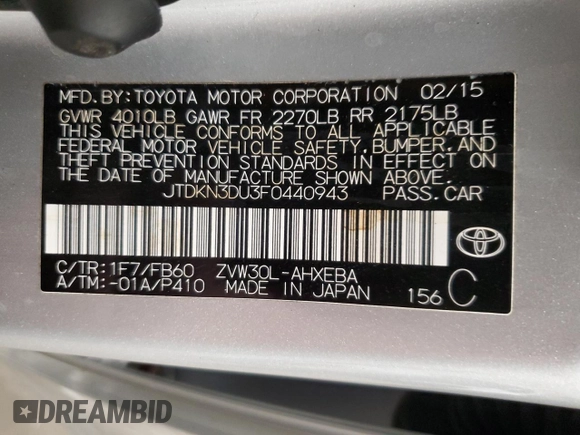 MFD. BY: TOYOTA MOTOR CORPORATION 02/15
GVWR 4010LB GAWR FR 2270LB RR 2175LB
THIS VEHICLE CONFORMS TO ALL APPLICABLE
FEDERAL MOTOR VEHICLE SAFETY, BUMPER, AND
THEFT PREVENTION STANDARDS IN EFFECT ON
THE DATE OF MANUFACTURE SHOWN ABOVE.
JTDKN3DU3F0440943 PASS. CAR
C/TR: 1F7/FB60 ZVW30L-AHXEBA
A/TM: -01A/P410 MADE IN JAPAN 156 C
DREAMBID